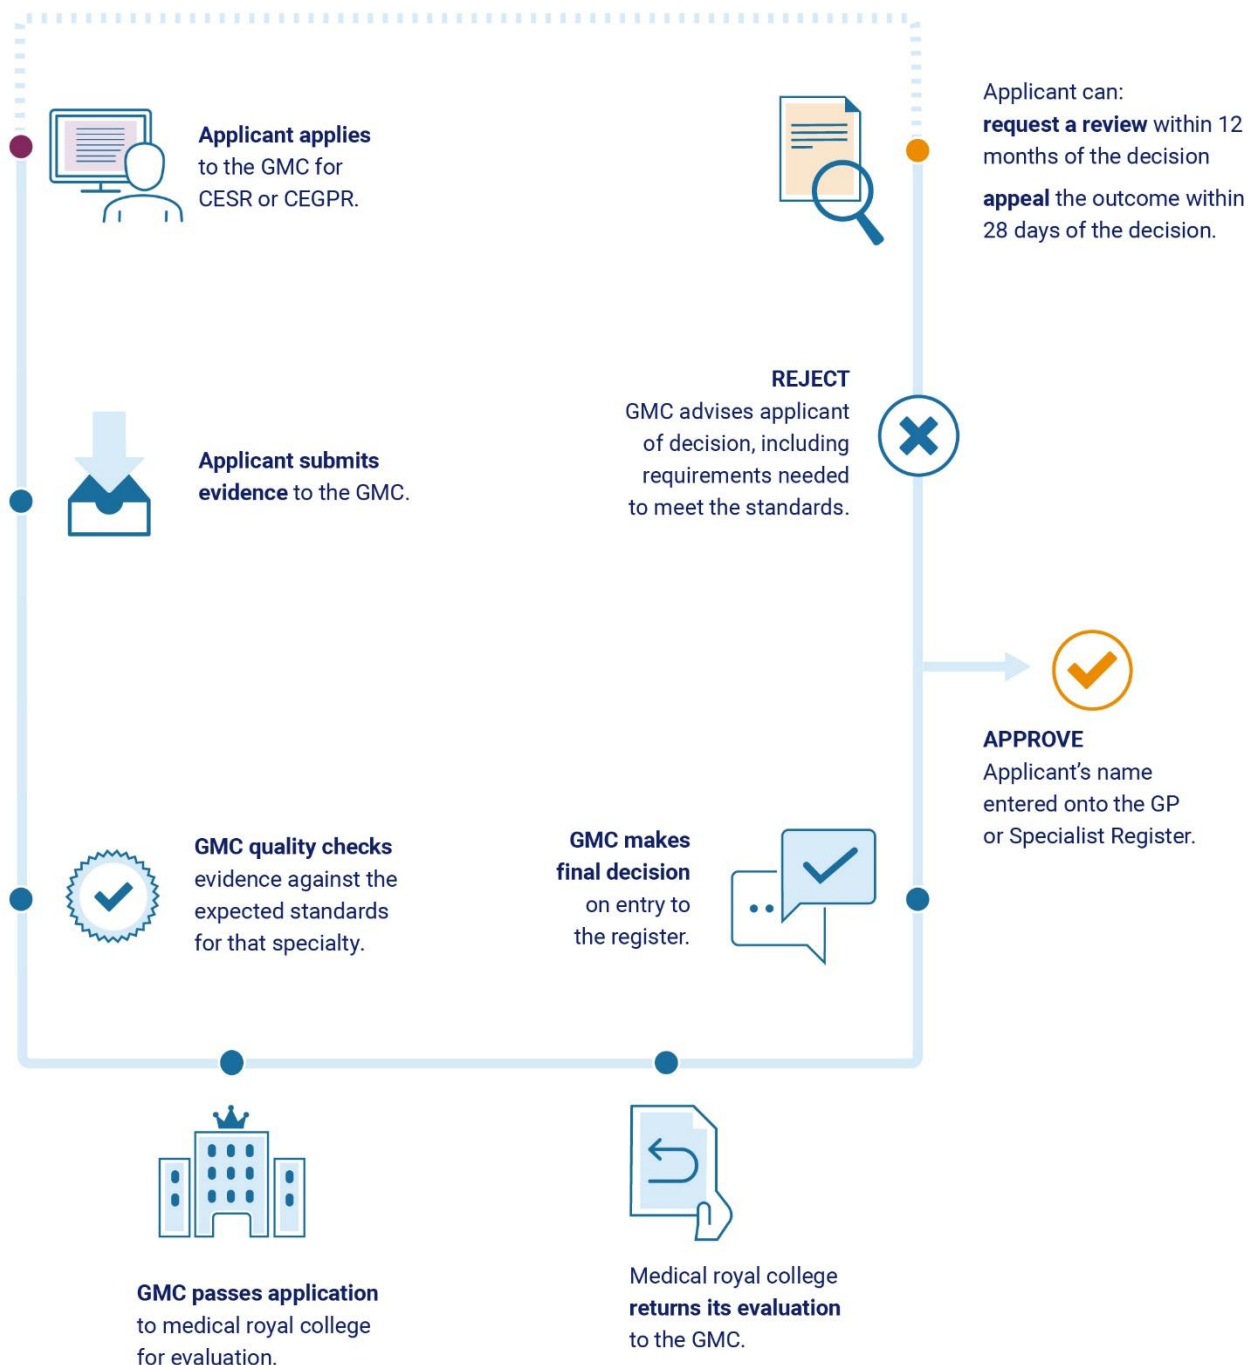 Applicant applies
to the GMC for
CESR or CEGPR.
Applicant submits
evidence to the GMC.
GMC quality checks
evidence against the
expected standards
for that specialty.
GMC passes application
to medical royal college
for evaluation.
Medical royal college
returns its evaluation
to the GMC.
GMC makes
final decision
on entry to
the register.
APPROVE
Applicant’s name
entered onto the GP
or Specialist Register.
REJECT
GMC advises applicant
of decision, including
requirements needed
to meet the standards.
Applicant can:
request a review within 12
months of the decision
appeal the outcome within
28 days of the decision.